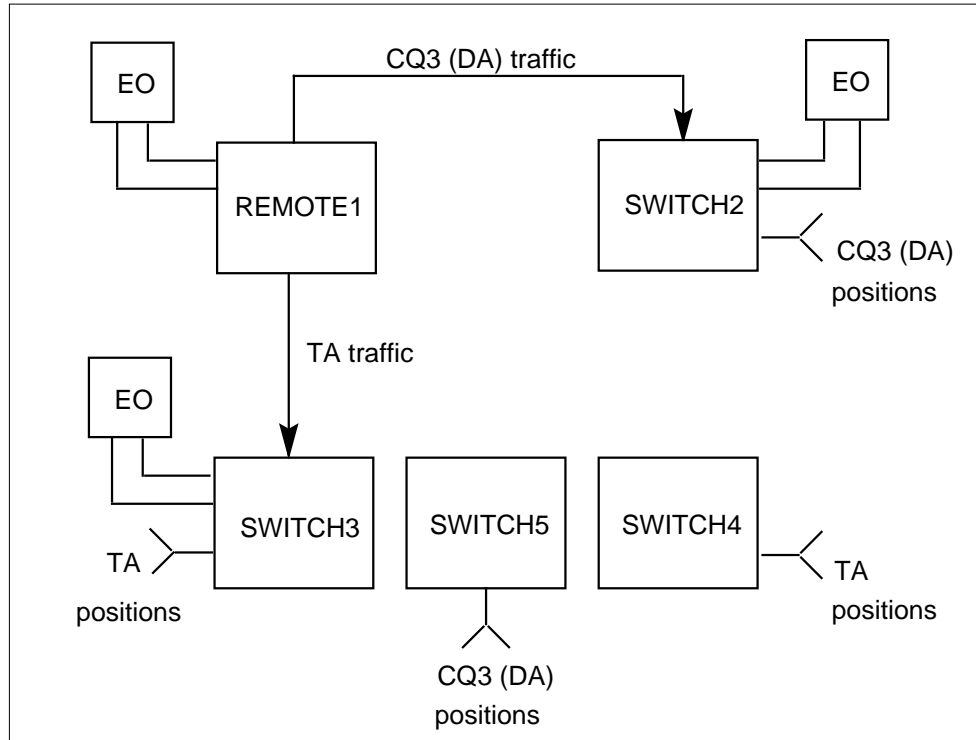 CQ3 (DA) traffic
EO
EO
REMOTE1
SWITCH2
CQ3 (DA)
positions
TA traffic
EO
SWITCH3
SWITCH5
SWITCH4
TA
positions
TA
positions
CQ3 (DA)
positions